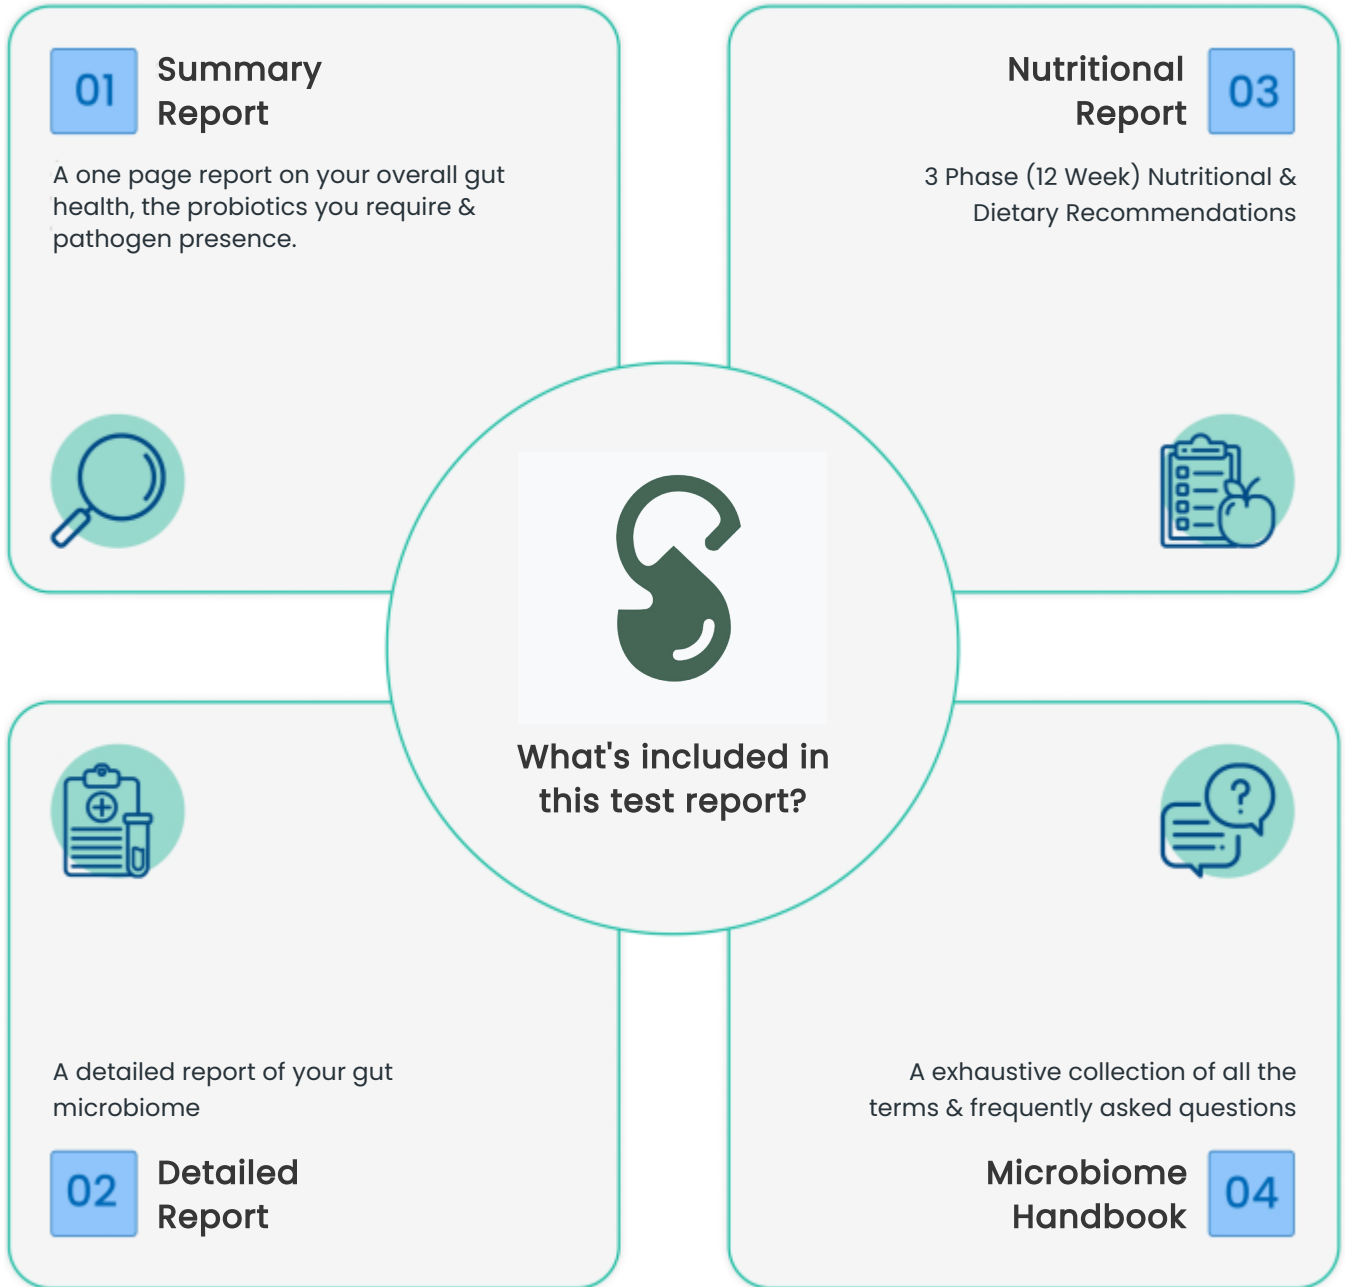 01
Summary
Report
A one page report on your overall gut
health, the probiotics you require &
pathogen presence.
Nutritional
Report
03
3 Phase (12 Week) Nutritional &
Dietary Recommendations
What's included in
this test report?
A detailed report of your gut
microbiome
02
Detailed
Report
A exhaustive collection of all the
terms & frequently asked questions
Microbiome
Handbook
04